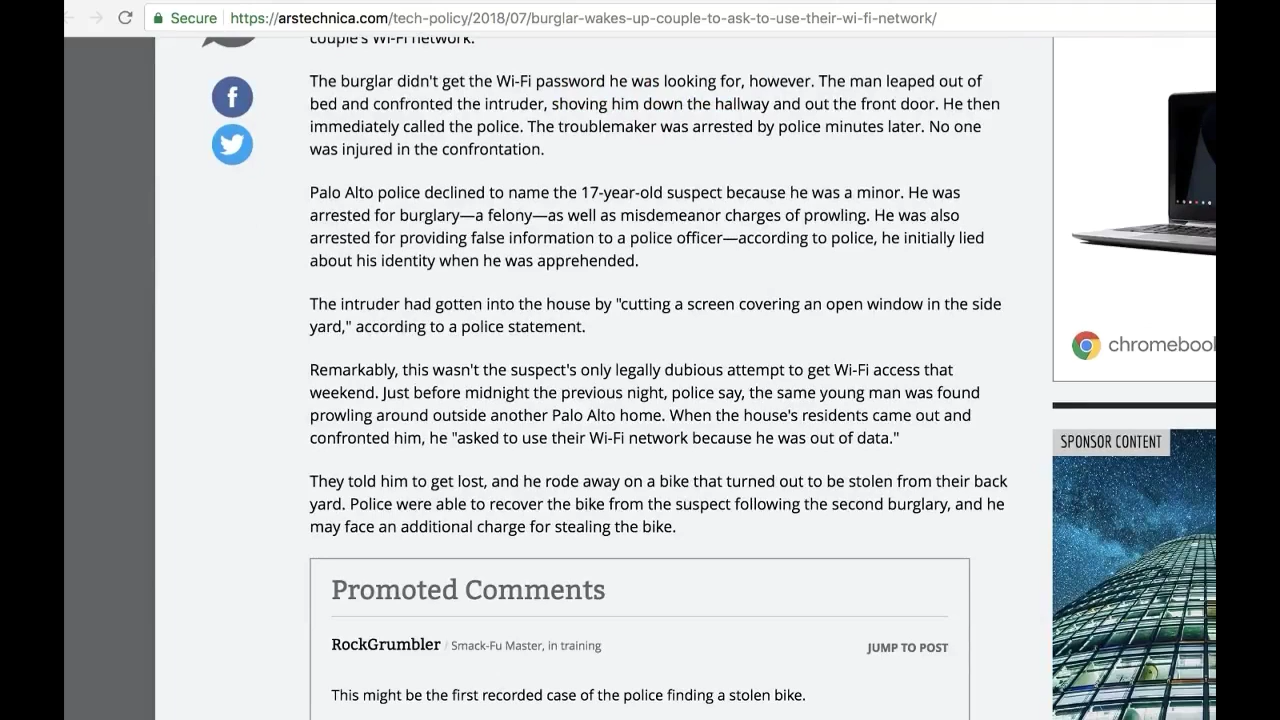 Secure
https://arstechnica.com/tech-policy/2018/07/burglar-wakes-up-couple-to-ask-to-use-their-wi-fi-network/
couple's Wi-Fi network.
The burglar didn't get the Wi-Fi password he was looking for, however. The man leaped out of
bed and confronted the intruder, shoving him down the hallway and out the front door. He then
immediately called the police. The troublemaker was arrested by police minutes later. No one
was injured in the confrontation.
Palo Alto police declined to name the 17-year-old suspect because he was a minor. He was
arrested for burglary—a felony—as well as misdemeanor charges of prowling. He was also
arrested for providing false information to a police officer—according to police, he initially lied
about his identity when he was apprehended.
The intruder had gotten into the house by "cutting a screen covering an open window in the side
yard," according to a police statement.
Remarkably, this wasn't the suspect's only legally dubious attempt to get Wi-Fi access that
weekend. Just before midnight the previous night, police say, the same young man was found
prowling around outside another Palo Alto home. When the house's residents came out and
confronted him, he "asked to use their Wi-Fi network because he was out of data."
They told him to get lost, and he rode away on a bike that turned out to be stolen from their back
yard. Police were able to recover the bike from the suspect following the second burglary, and he
may face an additional charge for stealing the bike.
Promoted Comments
RockGrumbler / Smack-Fu Master, in training
JUMP TO POST
This might be the first recorded case of the police finding a stolen bike.
f
chromebook
SPONSOR CONTENT